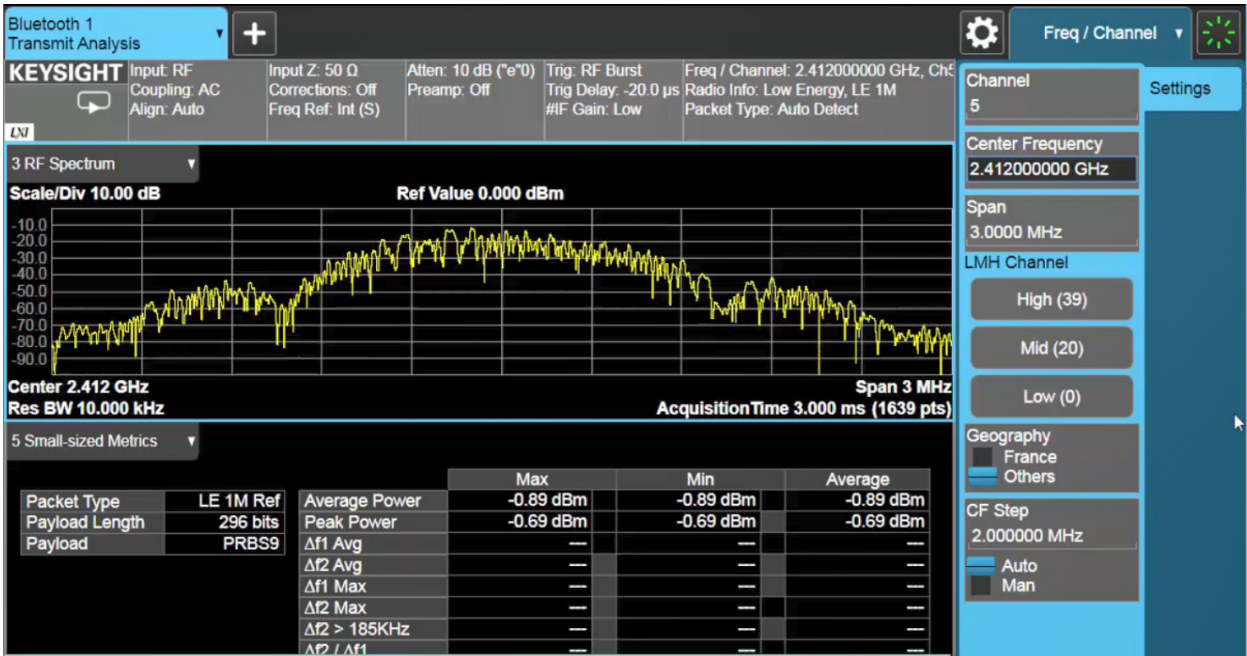 Bluetooth 1
Transmit Analysis
+
Freq / Channel
KEYSIGHT
LXI
Input: RF
Coupling: AC
Align: Auto
Input Z: 50 Ω
Corrections: Off
Freq Ref: Int (S)
Atten: 10 dB ("e"0)
Preamp: Off
Trig: RF Burst
Trig Delay: -20.0 µs
#IF Gain: Low
Freq / Channel: 2.412000000 GHz, Ch5
Radio Info: Low Energy, LE 1M
Packet Type: Auto Detect
3 RF Spectrum
Scale/Div 10.00 dB
Ref Value 0.000 dBm
-10.0
-20.0
-30.0
-40.0
-50.0
-60.0
-70.0
-80.0
-90.0
Center 2.412 GHz
Span 3 MHz
Res BW 10.000 kHz
Acquisition Time 3.000 ms (1639 pts)
5 Small-sized Metrics
Packet Type LE 1M Ref
Payload Length 296 bits
Payload PRBS9
Max Min Average
Average Power -0.89 dBm -0.89 dBm -0.89 dBm
Peak Power -0.69 dBm -0.69 dBm -0.69 dBm
Δf1 Avg --- --- ---
Δf2 Avg --- --- ---
Δf1 Max --- --- ---
Δf2 Max --- --- ---
Δf2 > 185KHz --- --- ---
Δf2 / Δf1 --- --- ---
Channel
5
Center Frequency
2.412000000 GHz
Span
3.0000 MHz
LMH Channel
High (39)
Mid (20)
Low (0)
Geography
France
Others
CF Step
2.000000 MHz
Auto
Man
Settings